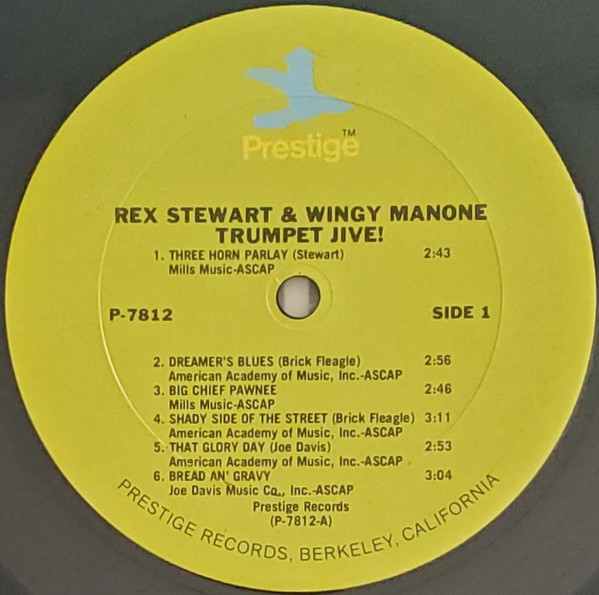 TM
Prestige
REX STEWART & WINGY MANONE
TRUMPET JIVE!
1. THREE HORN PARLAY (Stewart) 2:43
Mills Music-ASCAP
P-7812 SIDE 1
2. DREAMER'S BLUES (Brick Fleagle) 2:56
American Academy of Music, Inc.-ASCAP
3. BIG CHIEF PAWNEE 2:46
Mills Music-ASCAP
4. SHADY SIDE OF THE STREET (Brick Fleagle) 3:11
American Academy of Music, Inc.-ASCAP
5. THAT GLORY DAY (Joe Davis) 2:53
American Academy of Music, Inc.-ASCAP
6. BREAD AN' GRAVY 3:04
Joe Davis Music Co., Inc.-ASCAP
Prestige Records
(P-7812-A)
PRESTIGE RECORDS, BERKELEY, CALIFORNIA